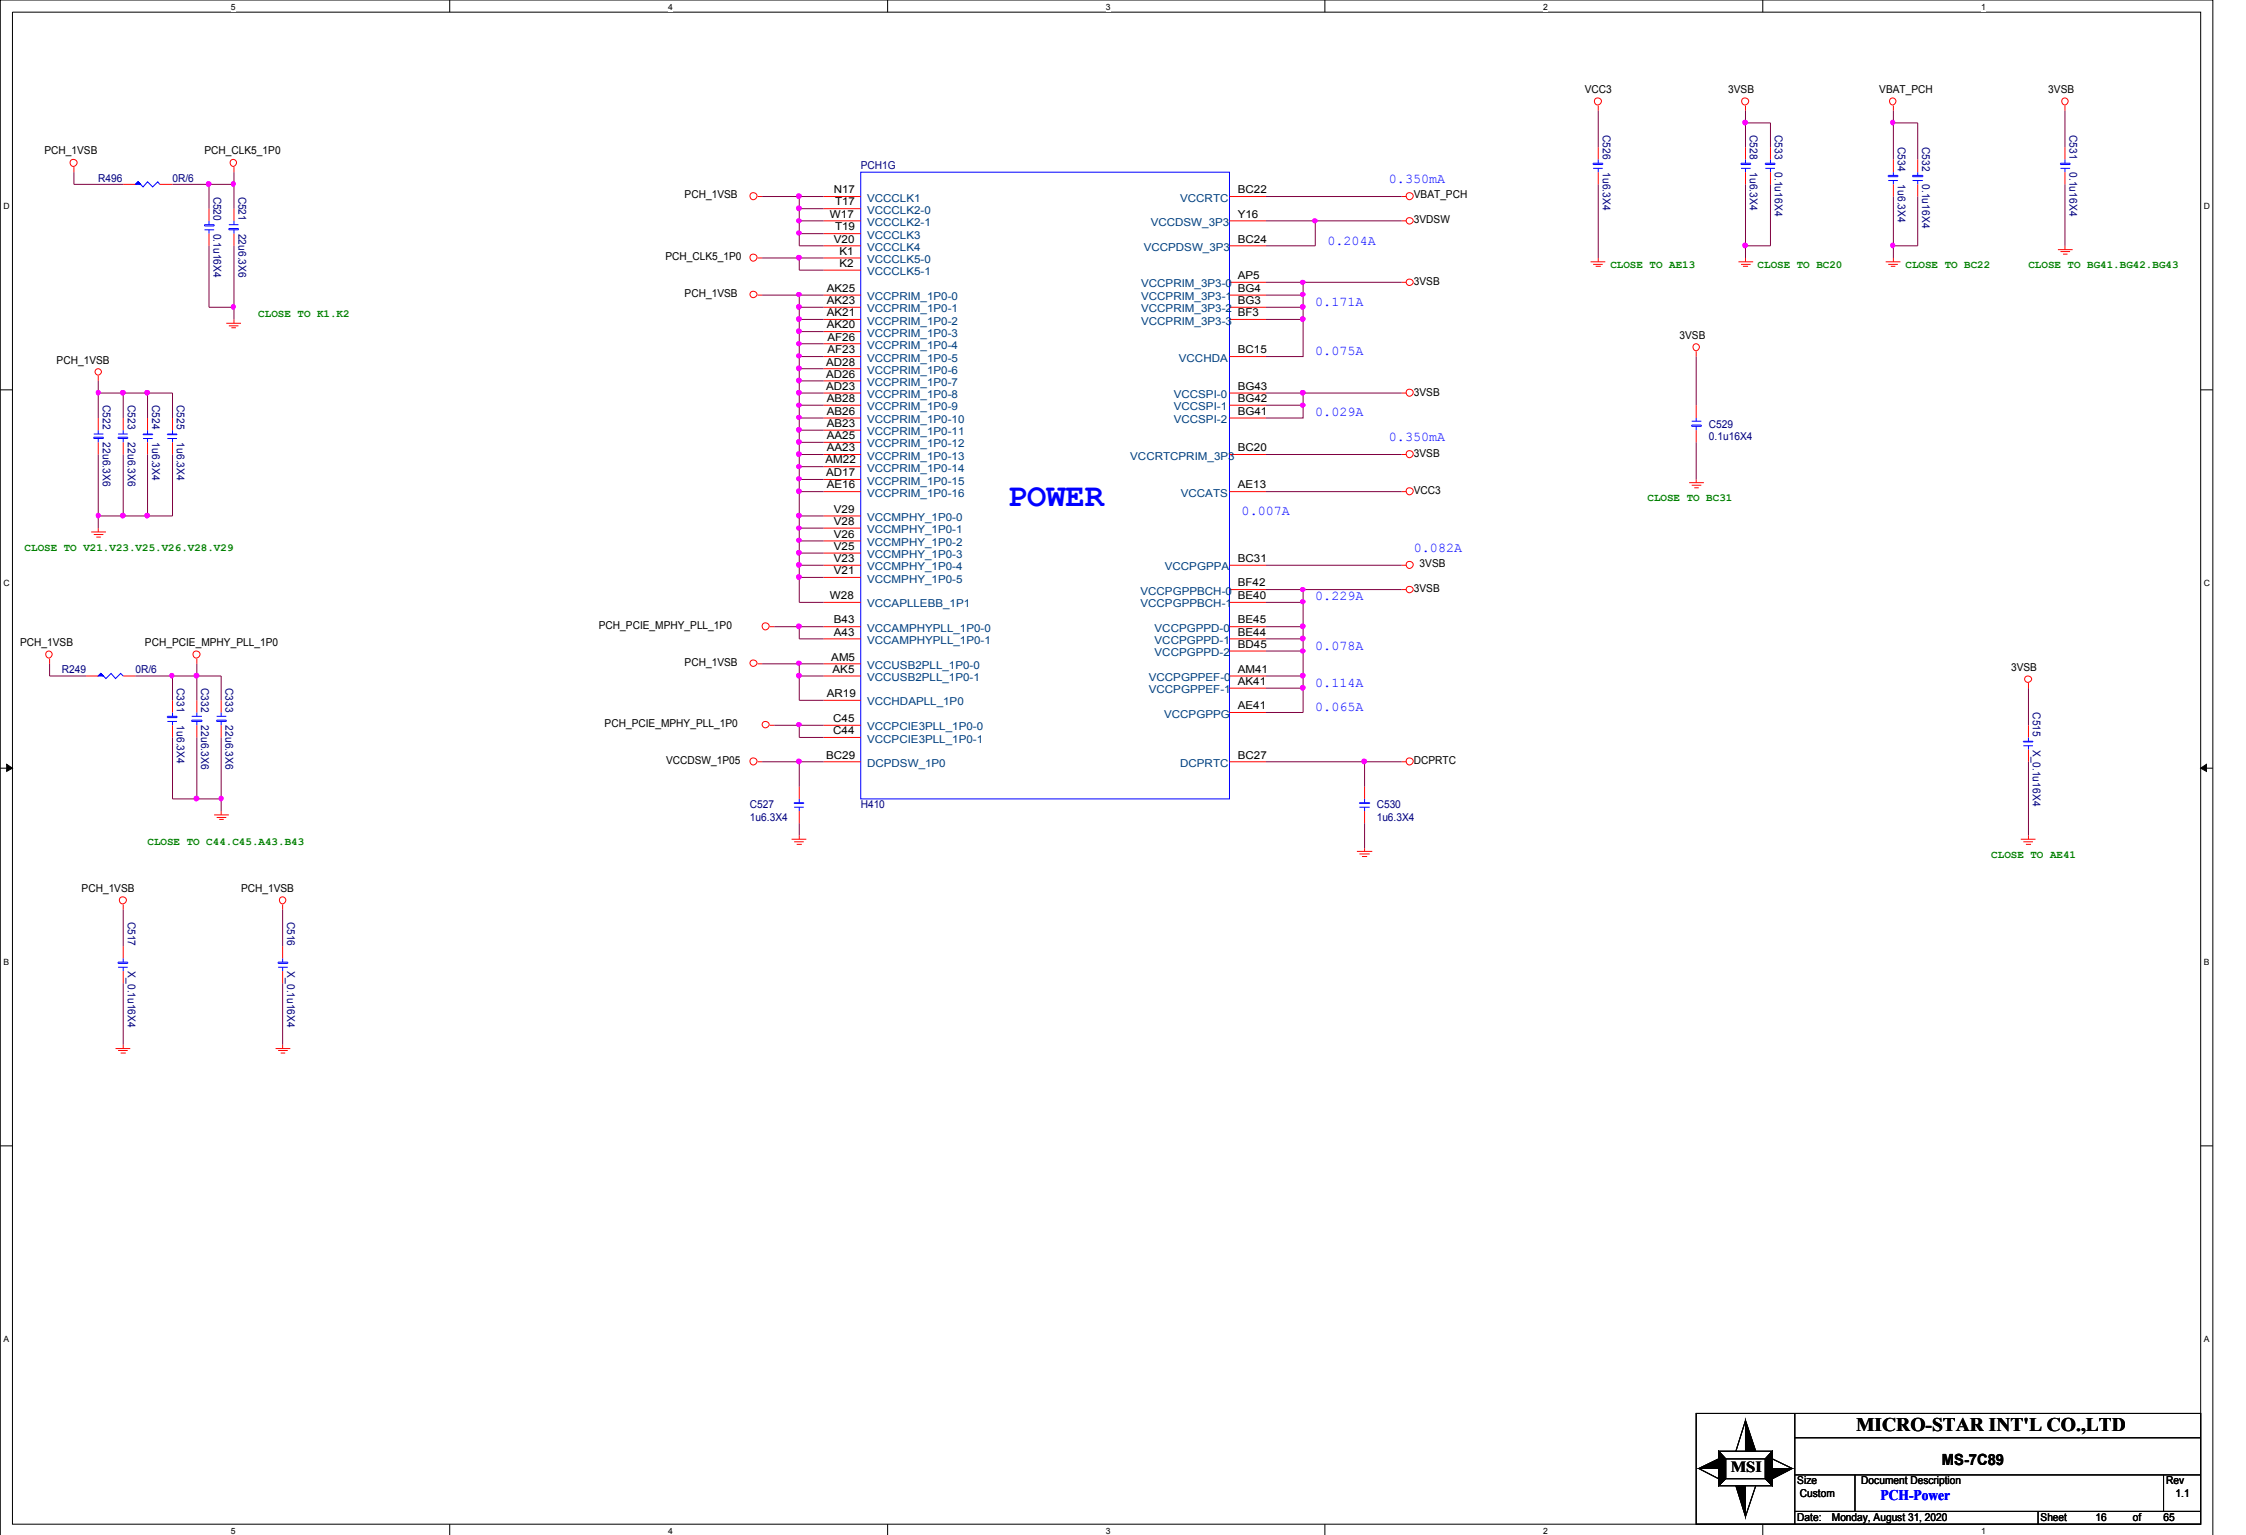 5 4 3 2 1
D
C
B
A
D
C
B
A
PCH_1VSB
PCH_CLK5_1P0
R496 0R/6
C520 0.1u16X4
C521 22u6.3X6
CLOSE TO K1.K2
PCH_1VSB
C522 22u6.3X6
C523 22u6.3X6
C524 1u6.3X4
C525 1u6.3X4
CLOSE TO V21.V23.V25.V26.V28.V29
PCH_1VSB
PCH_PCIE_MPHY_PLL_1P0
R249 0R/6
C331 1u6.3X4
C332 22u6.3X6
C333 22u6.3X6
CLOSE TO C44.C45.A43.B43
PCH_1VSB
C517 X_0.1u16X4
PCH_1VSB
C516 X_0.1u16X4
PCH1G
PCH_1VSB N17 VCCCLK1
T17 VCCCLK2-0
W17 VCCCLK2-1
T19 VCCCLK3
V20 VCCCLK4
PCH_CLK5_1P0 K1 VCCCLK5-0
K2 VCCCLK5-1
PCH_1VSB AK25 VCCPRIM_1P0-0
AK23 VCCPRIM_1P0-1
AK21 VCCPRIM_1P0-2
AK20 VCCPRIM_1P0-3
AF26 VCCPRIM_1P0-4
AF23 VCCPRIM_1P0-5
AD28 VCCPRIM_1P0-6
AD26 VCCPRIM_1P0-7
AD23 VCCPRIM_1P0-8
AB28 VCCPRIM_1P0-9
AB26 VCCPRIM_1P0-10
AB23 VCCPRIM_1P0-11
AA25 VCCPRIM_1P0-12
AA23 VCCPRIM_1P0-13
AM22 VCCPRIM_1P0-14
AD17 VCCPRIM_1P0-15
AE16 VCCPRIM_1P0-16
V29 VCCMPHY_1P0-0
V28 VCCMPHY_1P0-1
V26 VCCMPHY_1P0-2
V25 VCCMPHY_1P0-3
V23 VCCMPHY_1P0-4
V21 VCCMPHY_1P0-5
W28 VCCAPLLEBB_1P1
PCH_PCIE_MPHY_PLL_1P0 B43 VCCAMPHYPLL_1P0-0
A43 VCCAMPHYPLL_1P0-1
PCH_1VSB AM5 VCCUSB2PLL_1P0-0
AK5 VCCUSB2PLL_1P0-1
AR19 VCCHDAPLL_1P0
PCH_PCIE_MPHY_PLL_1P0 C45 VCCPCIE3PLL_1P0-0
C44 VCCPCIE3PLL_1P0-1
VCCDSW_1P05 BC29 DCPDSW_1P0
C527
1u6.3X4
H410
POWER
VCCRTC BC22 0.350mA VBAT_PCH
VCCDSW_3P3 Y16 3VDSW
VCCPDSW_3P3 BC24 0.204A
VCCPRIM_3P3-0 AP5 3VSB
VCCPRIM_3P3-1 BG4 0.171A
VCCPRIM_3P3-2 BG3
VCCPRIM_3P3-3 BF3
VCCHDA BC15 0.075A
VCCSPI-0 BG43 3VSB
VCCSPI-1 BG42 0.029A
VCCSPI-2 BG41
VCCRTCPRIM_3P3 BC20 0.350mA 3VSB
VCCATS AE13 VCC3
0.007A
VCCPGPPA BC31 0.082A 3VSB
VCCPGPPBCH-0 BF42 3VSB
VCCPGPPBCH-1 BE40 0.229A
VCCPGPPD-0 BE45
VCCPGPPD-1 BE44
VCCPGPPD-2 BD45 0.078A
VCCPGPPEF-0 AM41
VCCPGPPEF-1 AK41 0.114A
VCCPGPPG AE41 0.065A
DCPRTC BC27 DCPRTC
C530
1u6.3X4
VCC3
C526 1u6.3X4
CLOSE TO AE13
3VSB
C528 1u6.3X4
C533 0.1u16X4
CLOSE TO BC20
VBAT_PCH
C534 1u6.3X4
C532 0.1u16X4
CLOSE TO BC22
3VSB
C531 0.1u16X4
CLOSE TO BG41.BG42.BG43
3VSB
C529
0.1u16X4
CLOSE TO BC31
3VSB
C515 X_0.1u16X4
CLOSE TO AE41
MSI
MICRO-STAR INT'L CO.,LTD
MS-7C89
Size Document Description Rev
Custom PCH-Power 1.1
Date: Monday, August 31, 2020 Sheet 16 of 65
5 4 3 2 1